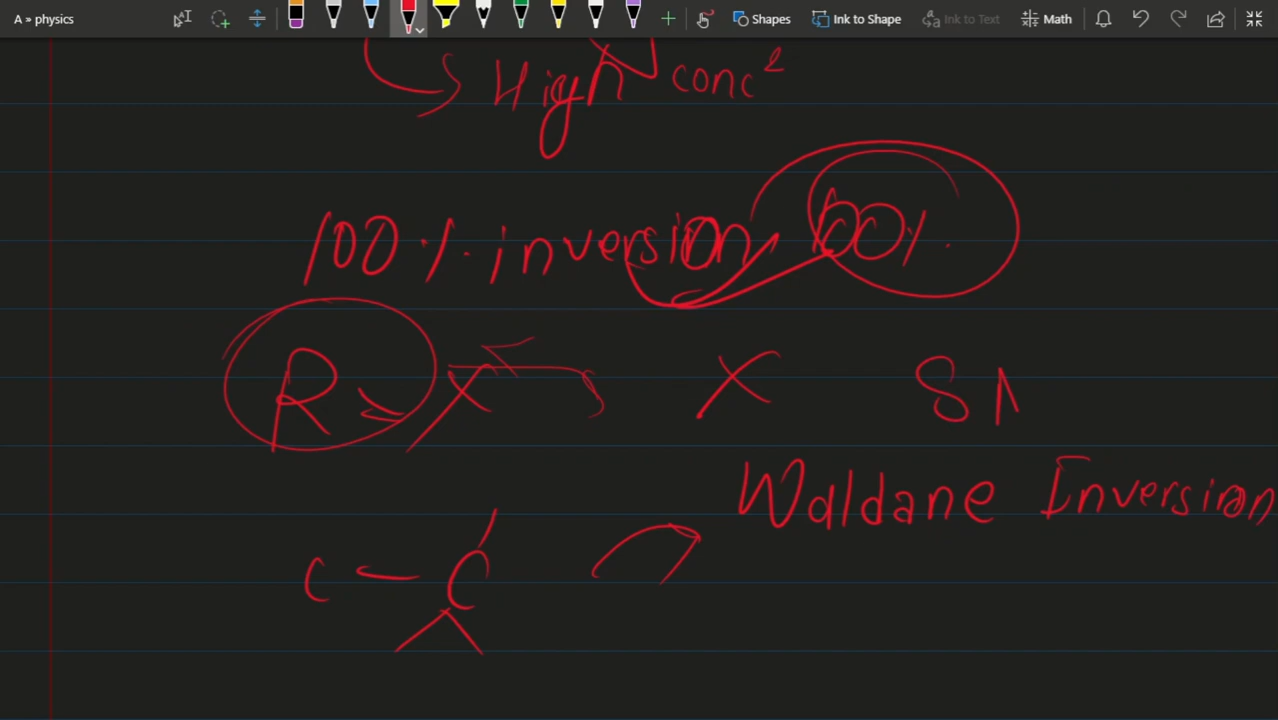 A » physics
Shapes Ink to Shape Ink to Text Math
High conc²
100% inversion, 100%.
R X X SN
Waldane Inversion
C - C